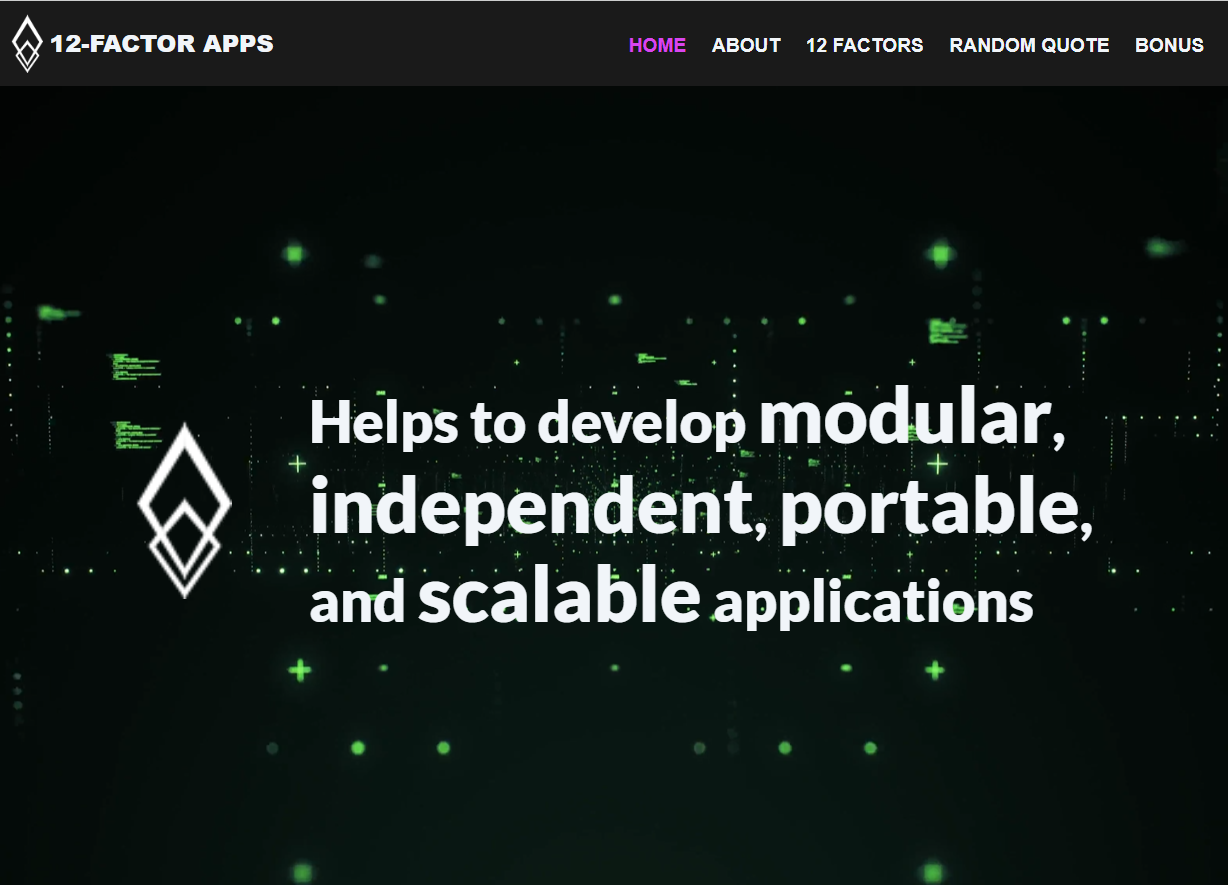 12-FACTOR APPS
HOME ABOUT 12 FACTORS RANDOM QUOTE BONUS
Helps to develop modular,
independent, portable,
and scalable applications